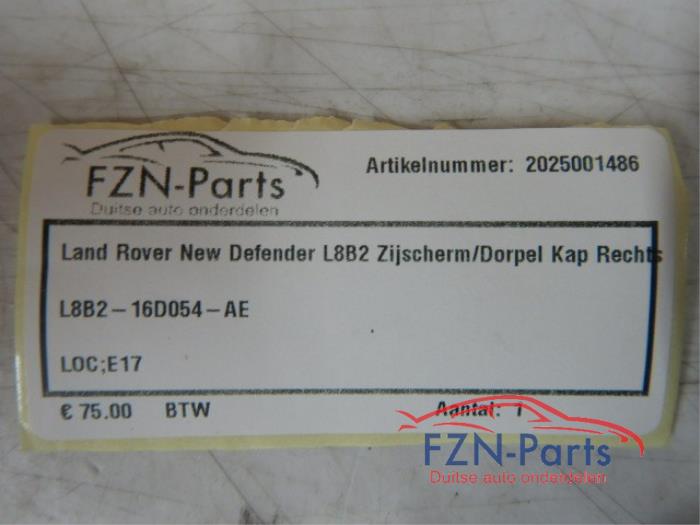 FZN-Parts
Duitse auto onderdelen
Artikelnummer: 2025001486
Land Rover New Defender L8B2 Zijscherm/Dorpel Kap Rechts
L8B2-16D054-AE
LOC;E17
€ 75.00 BTW Aantal: 1
FZN-Parts
Duitse auto onderdelen